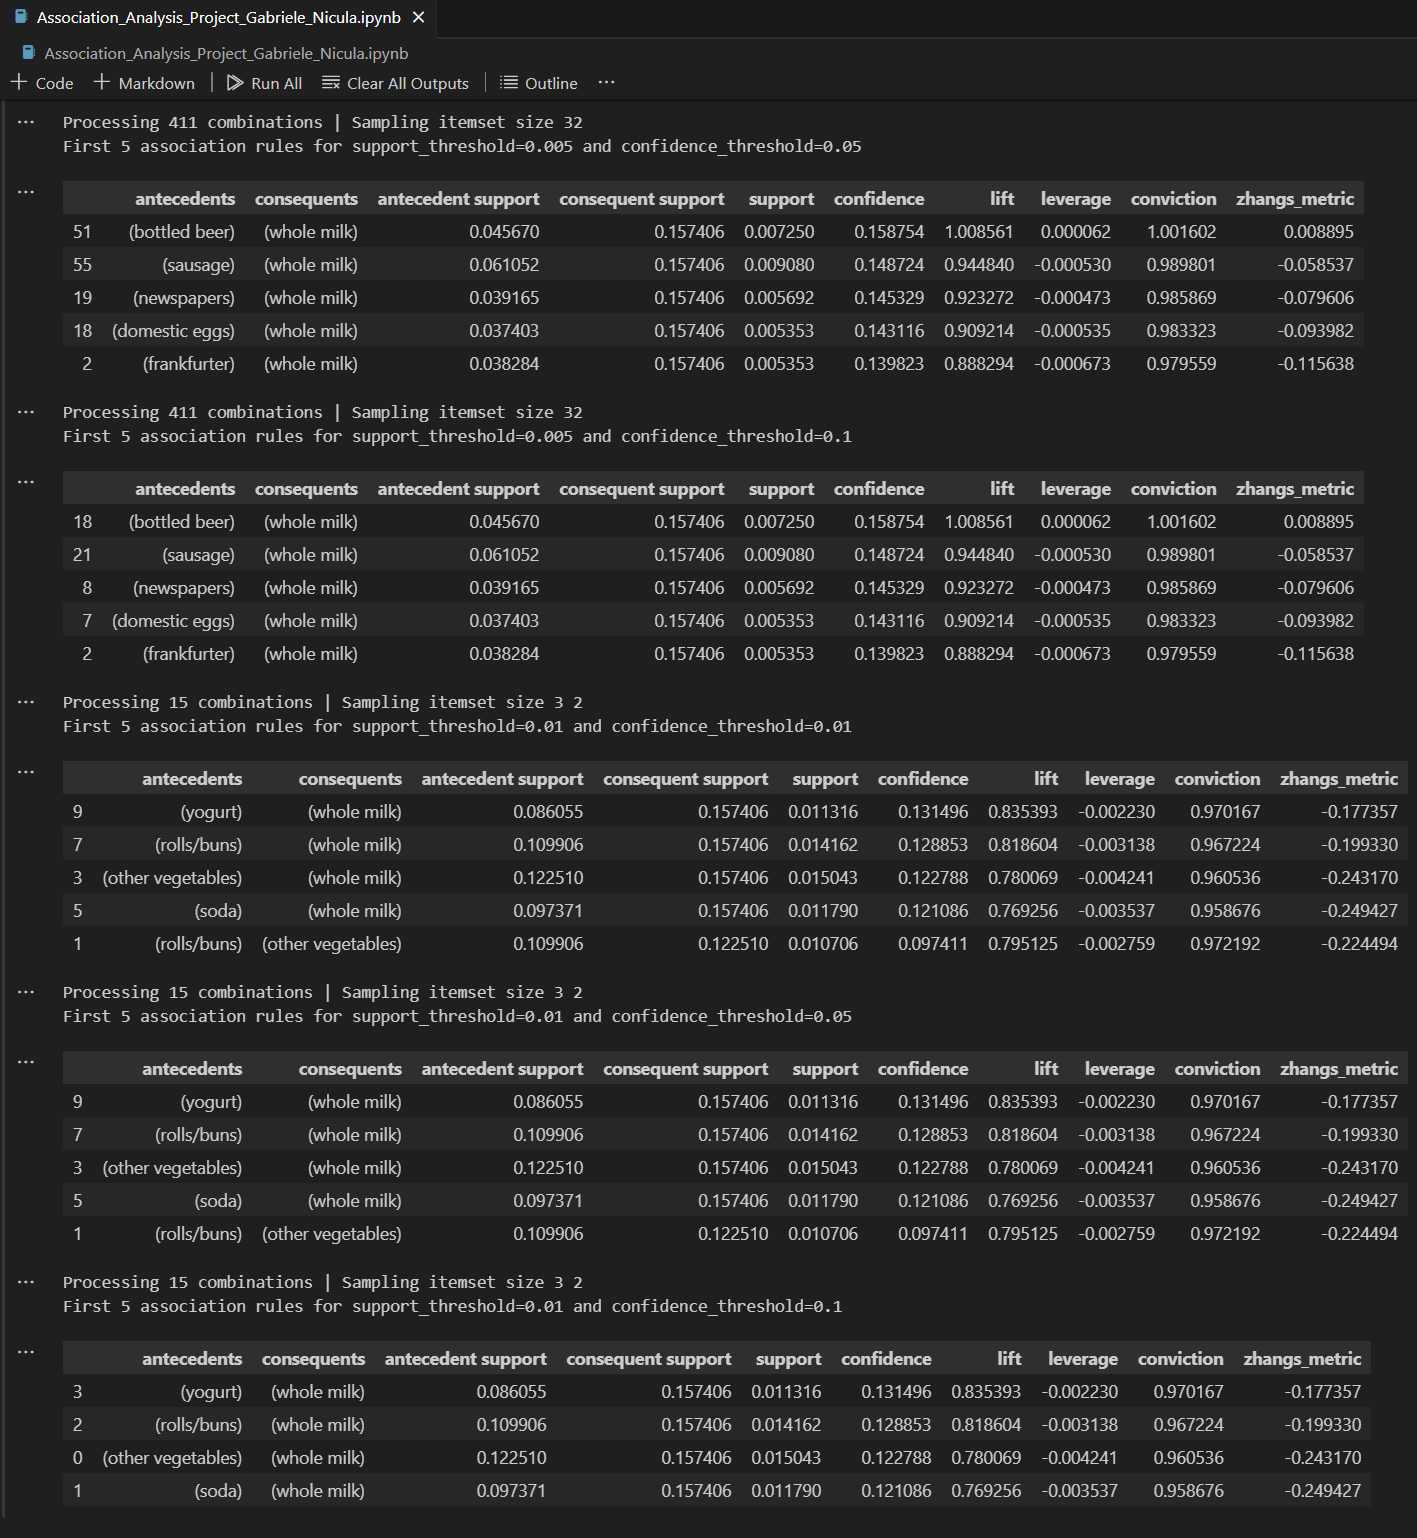 Association_Analysis_Project_Gabriele_Nicula.ipynb ×
Association_Analysis_Project_Gabriele_Nicula.ipynb
+ Code + Markdown | Run All Clear All Outputs | Outline ...
... Processing 411 combinations | Sampling itemset size 32
First 5 association rules for support_threshold=0.005 and confidence_threshold=0.05
... antecedents consequents antecedent support consequent support support confidence lift leverage conviction zhangs_metric
51 (bottled beer) (whole milk) 0.045670 0.157406 0.007250 0.158754 1.008561 0.000062 1.001602 0.008895
55 (sausage) (whole milk) 0.061052 0.157406 0.009080 0.148724 0.944840 -0.000530 0.989801 -0.058537
19 (newspapers) (whole milk) 0.039165 0.157406 0.005692 0.145329 0.923272 -0.000473 0.985869 -0.079606
18 (domestic eggs) (whole milk) 0.037403 0.157406 0.005353 0.143116 0.909214 -0.000535 0.983323 -0.093982
2 (frankfurter) (whole milk) 0.038284 0.157406 0.005353 0.139823 0.888294 -0.000673 0.979559 -0.115638
... Processing 411 combinations | Sampling itemset size 32
First 5 association rules for support_threshold=0.005 and confidence_threshold=0.1
... antecedents consequents antecedent support consequent support support confidence lift leverage conviction zhangs_metric
18 (bottled beer) (whole milk) 0.045670 0.157406 0.007250 0.158754 1.008561 0.000062 1.001602 0.008895
21 (sausage) (whole milk) 0.061052 0.157406 0.009080 0.148724 0.944840 -0.000530 0.989801 -0.058537
8 (newspapers) (whole milk) 0.039165 0.157406 0.005692 0.145329 0.923272 -0.000473 0.985869 -0.079606
7 (domestic eggs) (whole milk) 0.037403 0.157406 0.005353 0.143116 0.909214 -0.000535 0.983323 -0.093982
2 (frankfurter) (whole milk) 0.038284 0.157406 0.005353 0.139823 0.888294 -0.000673 0.979559 -0.115638
... Processing 15 combinations | Sampling itemset size 3 2
First 5 association rules for support_threshold=0.01 and confidence_threshold=0.01
... antecedents consequents antecedent support consequent support support confidence lift leverage conviction zhangs_metric
9 (yogurt) (whole milk) 0.086055 0.157406 0.011316 0.131496 0.835393 -0.002230 0.970167 -0.177357
7 (rolls/buns) (whole milk) 0.109906 0.157406 0.014162 0.128853 0.818604 -0.003138 0.967224 -0.199330
3 (other vegetables) (whole milk) 0.122510 0.157406 0.015043 0.122788 0.780069 -0.004241 0.960536 -0.243170
5 (soda) (whole milk) 0.097371 0.157406 0.011790 0.121086 0.769256 -0.003537 0.958676 -0.249427
1 (rolls/buns) (other vegetables) 0.109906 0.122510 0.010706 0.097411 0.795125 -0.002759 0.972192 -0.224494
... Processing 15 combinations | Sampling itemset size 3 2
First 5 association rules for support_threshold=0.01 and confidence_threshold=0.05
... antecedents consequents antecedent support consequent support support confidence lift leverage conviction zhangs_metric
9 (yogurt) (whole milk) 0.086055 0.157406 0.011316 0.131496 0.835393 -0.002230 0.970167 -0.177357
7 (rolls/buns) (whole milk) 0.109906 0.157406 0.014162 0.128853 0.818604 -0.003138 0.967224 -0.199330
3 (other vegetables) (whole milk) 0.122510 0.157406 0.015043 0.122788 0.780069 -0.004241 0.960536 -0.243170
5 (soda) (whole milk) 0.097371 0.157406 0.011790 0.121086 0.769256 -0.003537 0.958676 -0.249427
1 (rolls/buns) (other vegetables) 0.109906 0.122510 0.010706 0.097411 0.795125 -0.002759 0.972192 -0.224494
... Processing 15 combinations | Sampling itemset size 3 2
First 5 association rules for support_threshold=0.01 and confidence_threshold=0.1
... antecedents consequents antecedent support consequent support support confidence lift leverage conviction zhangs_metric
3 (yogurt) (whole milk) 0.086055 0.157406 0.011316 0.131496 0.835393 -0.002230 0.970167 -0.177357
2 (rolls/buns) (whole milk) 0.109906 0.157406 0.014162 0.128853 0.818604 -0.003138 0.967224 -0.199330
0 (other vegetables) (whole milk) 0.122510 0.157406 0.015043 0.122788 0.780069 -0.004241 0.960536 -0.243170
1 (soda) (whole milk) 0.097371 0.157406 0.011790 0.121086 0.769256 -0.003537 0.958676 -0.249427